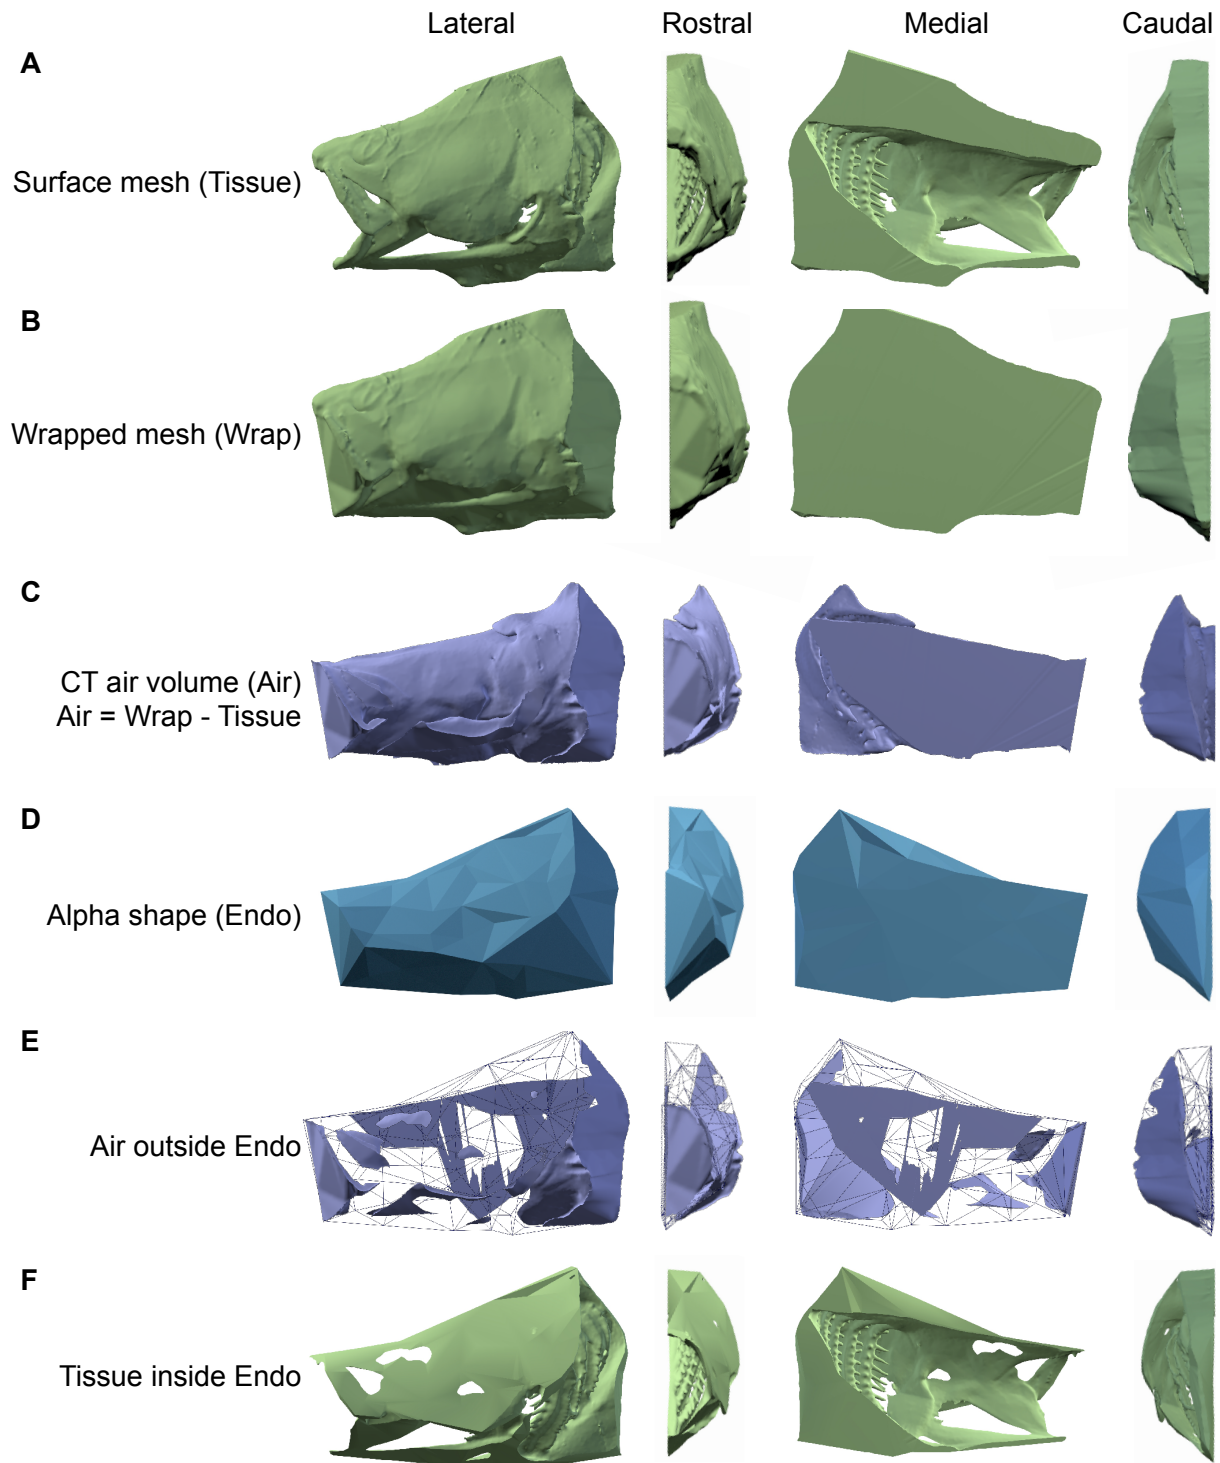 Lateral Rostral Medial Caudal
A
Surface mesh (Tissue)
B
Wrapped mesh (Wrap)
C
CT air volume (Air)
Air = Wrap - Tissue
D
Alpha shape (Endo)
E
Air outside Endo
F
Tissue inside Endo